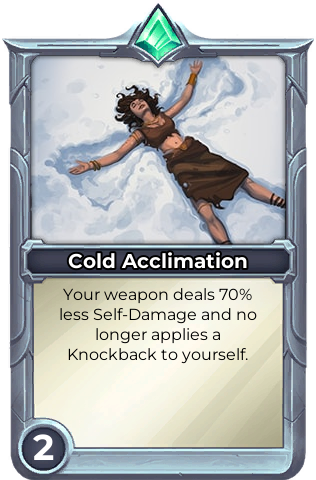 Cold Acclimation
Your weapon deals 70%
less Self-Damage and no
longer applies a
Knockback to yourself.
2